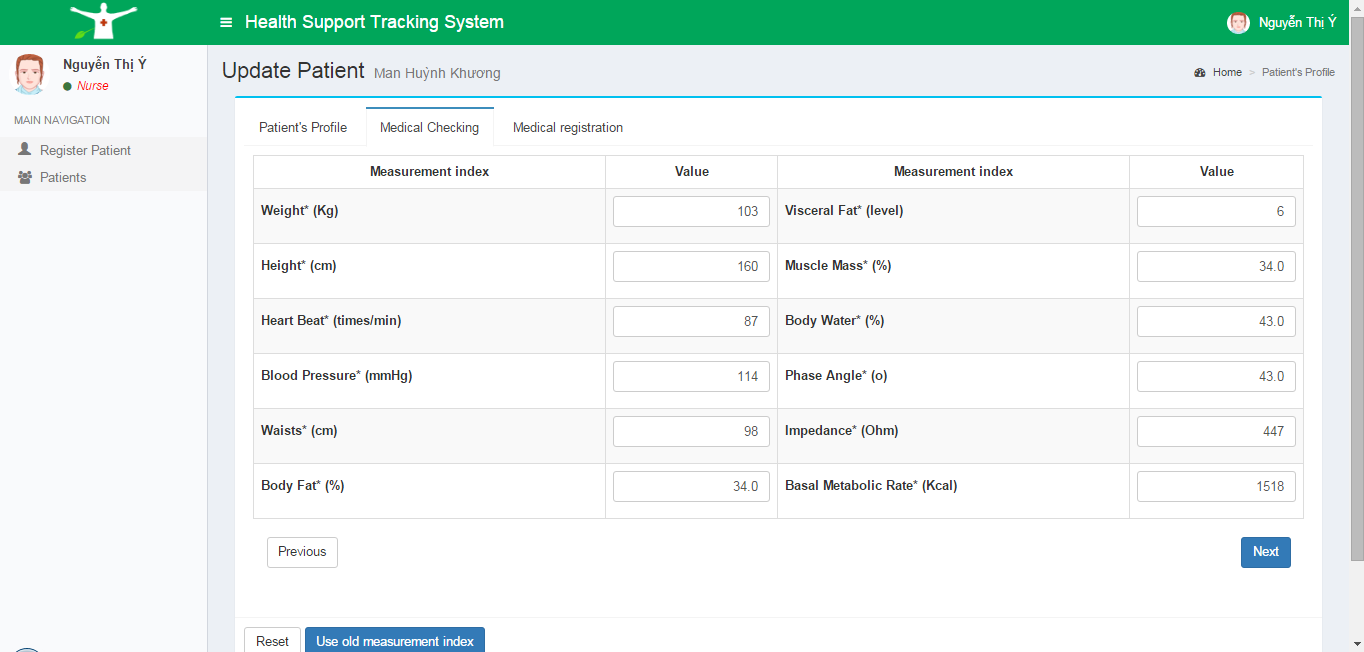 Health Support Tracking System
Nguyễn Thị Ý
Nguyễn Thị Ý
Nurse
MAIN NAVIGATION
Register Patient
Patients
Update Patient Man Huỳnh Khương
Home > Patient's Profile
Patient's Profile Medical Checking Medical registration
Measurement index Value Measurement index Value
Weight* (Kg) 103 Visceral Fat* (level) 6
Height* (cm) 160 Muscle Mass* (%) 34.0
Heart Beat* (times/min) 87 Body Water* (%) 43.0
Blood Pressure* (mmHg) 114 Phase Angle* (o) 43.0
Waists* (cm) 98 Impedance* (Ohm) 447
Body Fat* (%) 34.0 Basal Metabolic Rate* (Kcal) 1518
Previous Next
Reset Use old measurement index